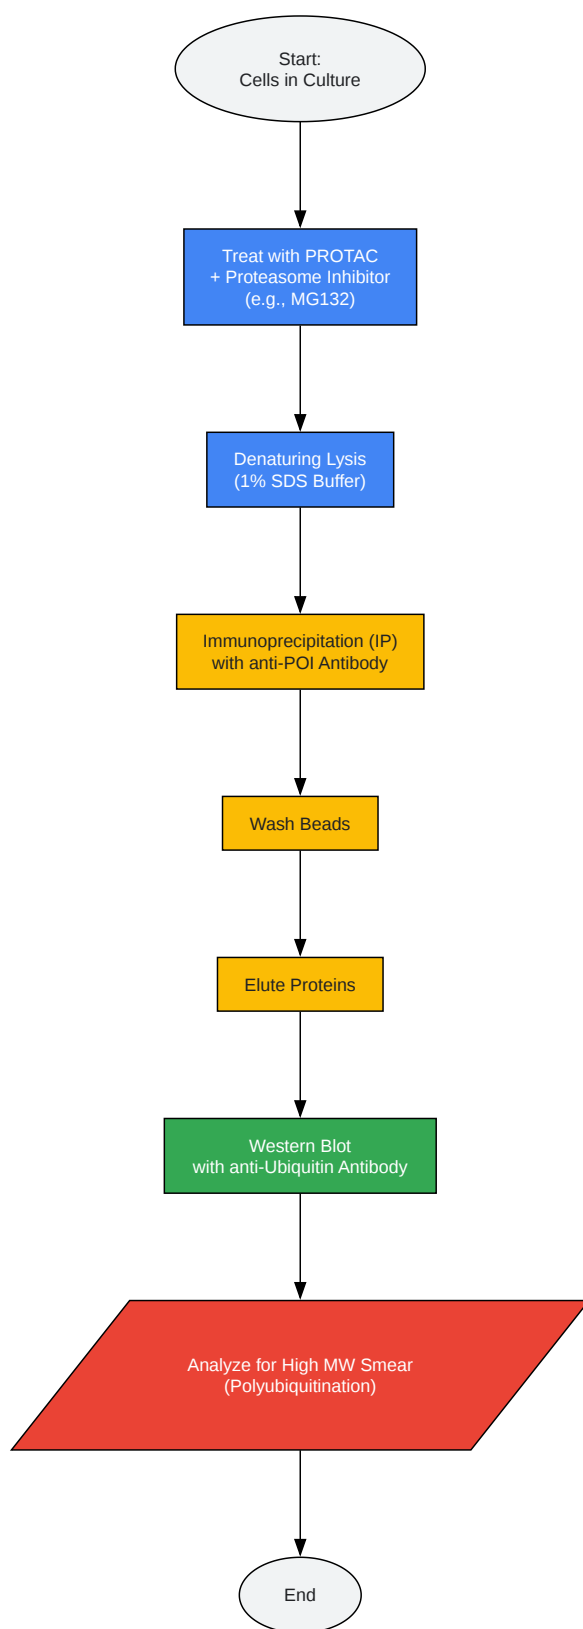 Start:
Cells in Culture
Treat with PROTAC
+ Proteasome Inhibitor
(e.g., MG132)
Denaturing Lysis
(1% SDS Buffer)
Immunoprecipitation (IP)
with anti-POI Antibody
Wash Beads
Elute Proteins
Western Blot
with anti-Ubiquitin Antibody
Analyze for High MW Smear
(Polyubiquitination)
End